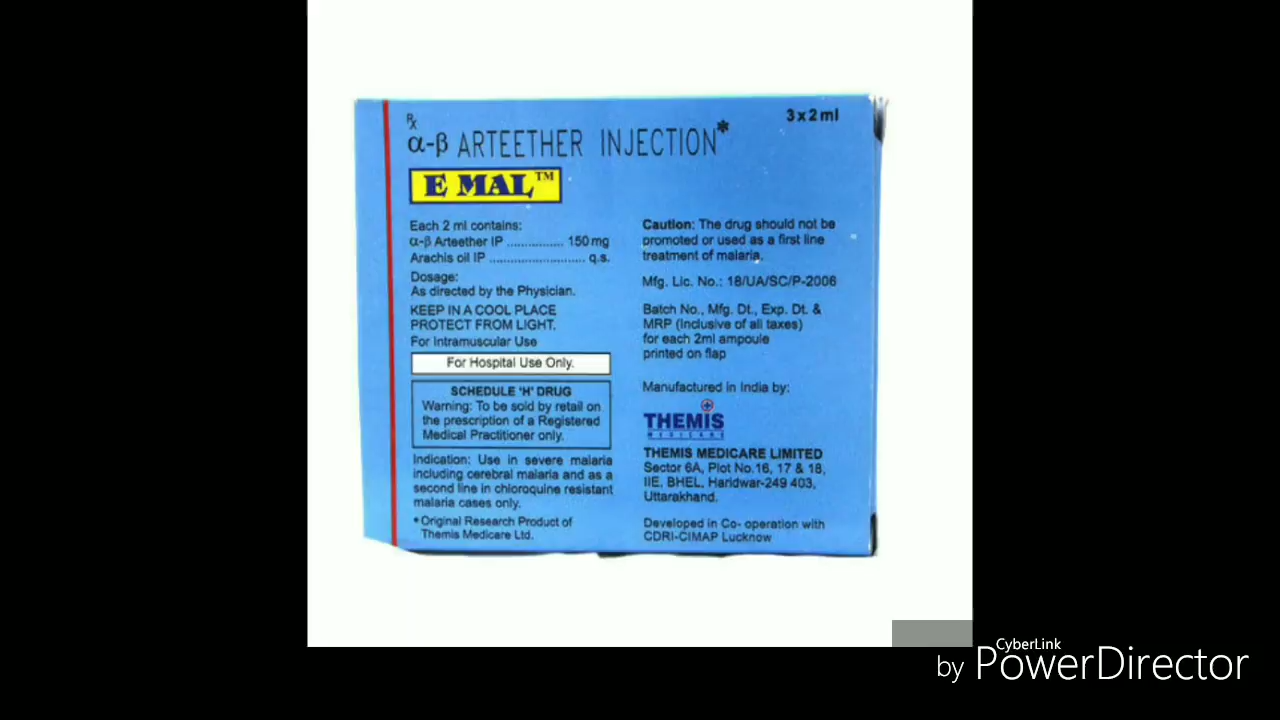 Rx
α-β ARTEETHER INJECTION*
3 x 2 ml
E MAL™
Each 2 ml contains:
α-β Arteether IP ................ 150 mg
Arachis oil IP ........................... q.s.
Dosage:
As directed by the Physician.
KEEP IN A COOL PLACE
PROTECT FROM LIGHT.
For Intramuscular Use
For Hospital Use Only.
SCHEDULE 'H' DRUG
Warning: To be sold by retail on
the prescription of a Registered
Medical Practitioner only.
Indication: Use in severe malaria
including cerebral malaria and as a
second line in chloroquine resistant
malaria cases only.
* Original Research Product of
Themis Medicare Ltd.
Caution: The drug should not be
promoted or used as a first line
treatment of malaria.
Mfg. Lic. No.: 18/UA/SC/P-2006
Batch No., Mfg. Dt., Exp. Dt. &
MRP (Inclusive of all taxes)
for each 2ml ampoule
printed on flap
Manufactured in India by:
THEMIS
MEDICARE
THEMIS MEDICARE LIMITED
Sector 6A, Plot No.16, 17 & 18,
IIE, BHEL, Haridwar-249 403,
Uttarakhand.
Developed in Co- operation with
CDRI-CIMAP Lucknow
CyberLink
by PowerDirector